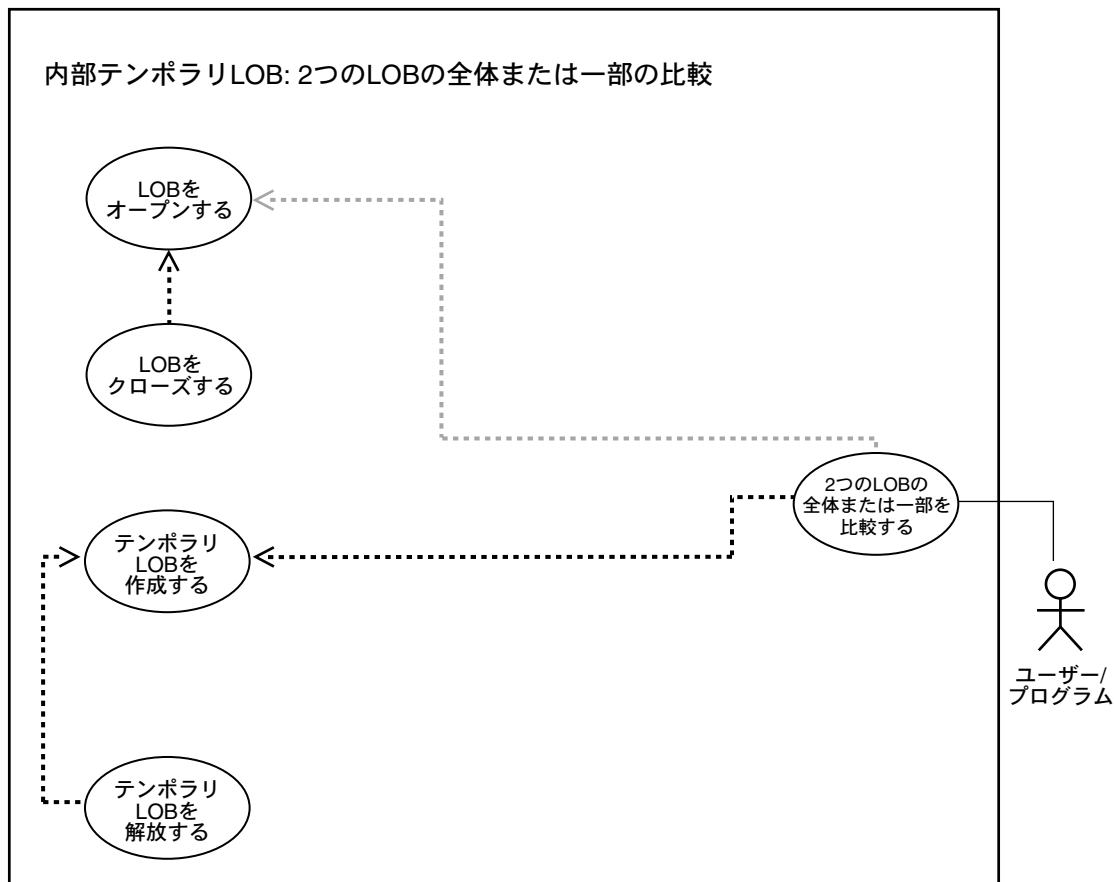 内部テンポラリLOB: 2つのLOBの全体または一部の比較
LOBを
オープンする
LOBを
クローズする
2つのLOBの
全体または一部を
比較する
テンポラリ
LOBを
作成する
ユーザー/
プログラム
テンポラリ
LOBを
解放する